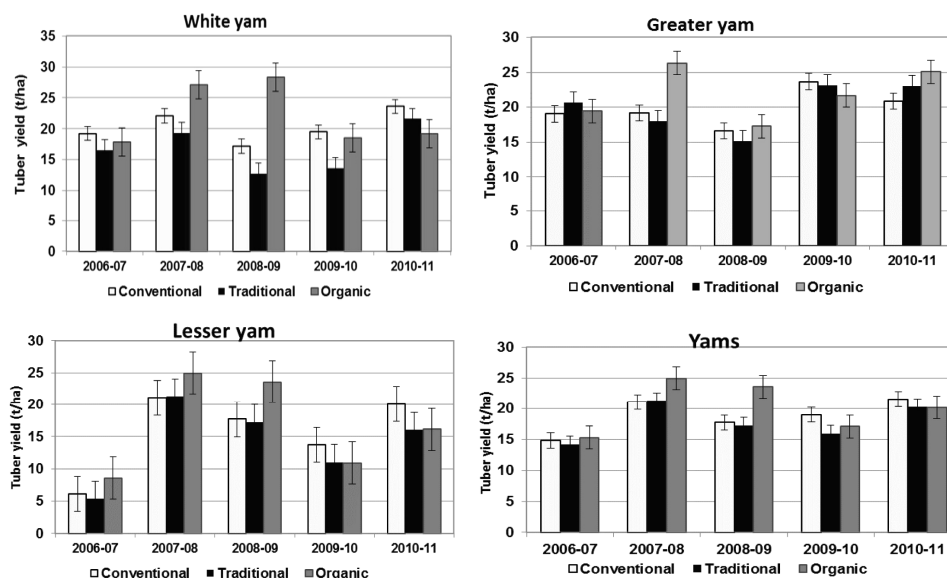 White yam
Tuber yield (t/ha)
35
30
25
20
15
10
5
0
2006-07 2007-08 2008-09 2009-10 2010-11
Conventional Traditional Organic
Greater yam
Tuber yield (t/ha)
30
25
20
15
10
5
0
2006-07 2007-08 2008-09 2009-10 2010-11
Conventional Traditional Organic
Lesser yam
Tuber yield (t/ha)
30
25
20
15
10
5
0
2006-07 2007-08 2008-09 2009-10 2010-11
Conventional Traditional Organic
Yams
Tuber yield (t/ha)
30
25
20
15
10
5
0
2006-07 2007-08 2008-09 2009-10 2010-11
Conventional Traditional Organic